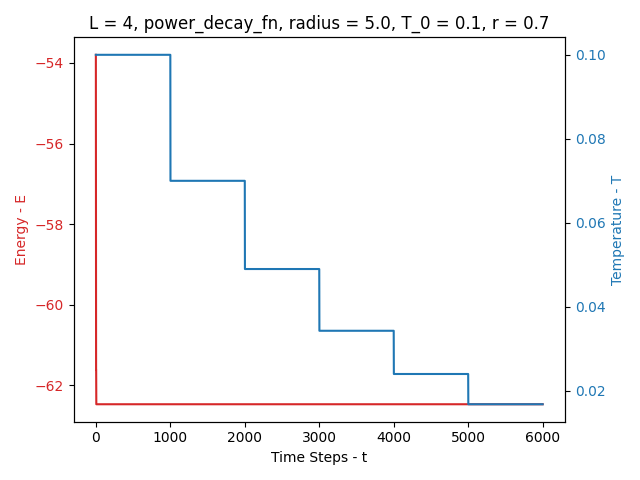 L = 4, power_decay_fn, radius = 5.0, T_0 = 0.1, r = 0.7
−54
−56
−58
−60
−62
Energy - E
0.10
0.08
0.06
0.04
0.02
Temperature - T
0 1000 2000 3000 4000 5000 6000
Time Steps - t